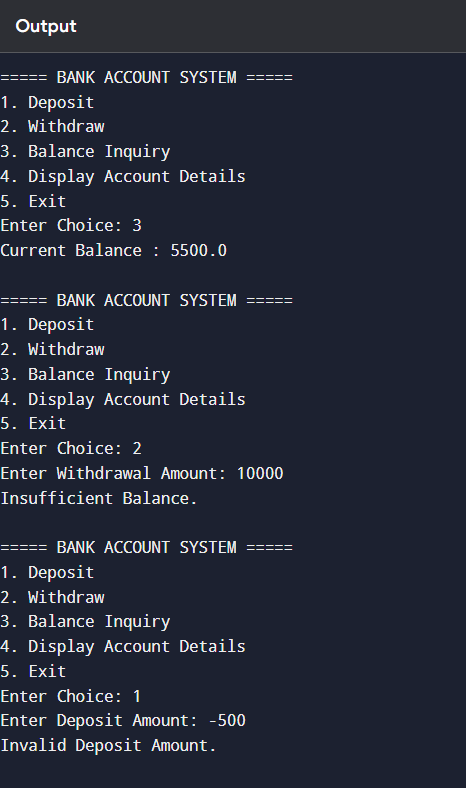 Output
===== BANK ACCOUNT SYSTEM =====
1. Deposit
2. Withdraw
3. Balance Inquiry
4. Display Account Details
5. Exit
Enter Choice: 3
Current Balance : 5500.0
===== BANK ACCOUNT SYSTEM =====
1. Deposit
2. Withdraw
3. Balance Inquiry
4. Display Account Details
5. Exit
Enter Choice: 2
Enter Withdrawal Amount: 10000
Insufficient Balance.
===== BANK ACCOUNT SYSTEM =====
1. Deposit
2. Withdraw
3. Balance Inquiry
4. Display Account Details
5. Exit
Enter Choice: 1
Enter Deposit Amount: -500
Invalid Deposit Amount.